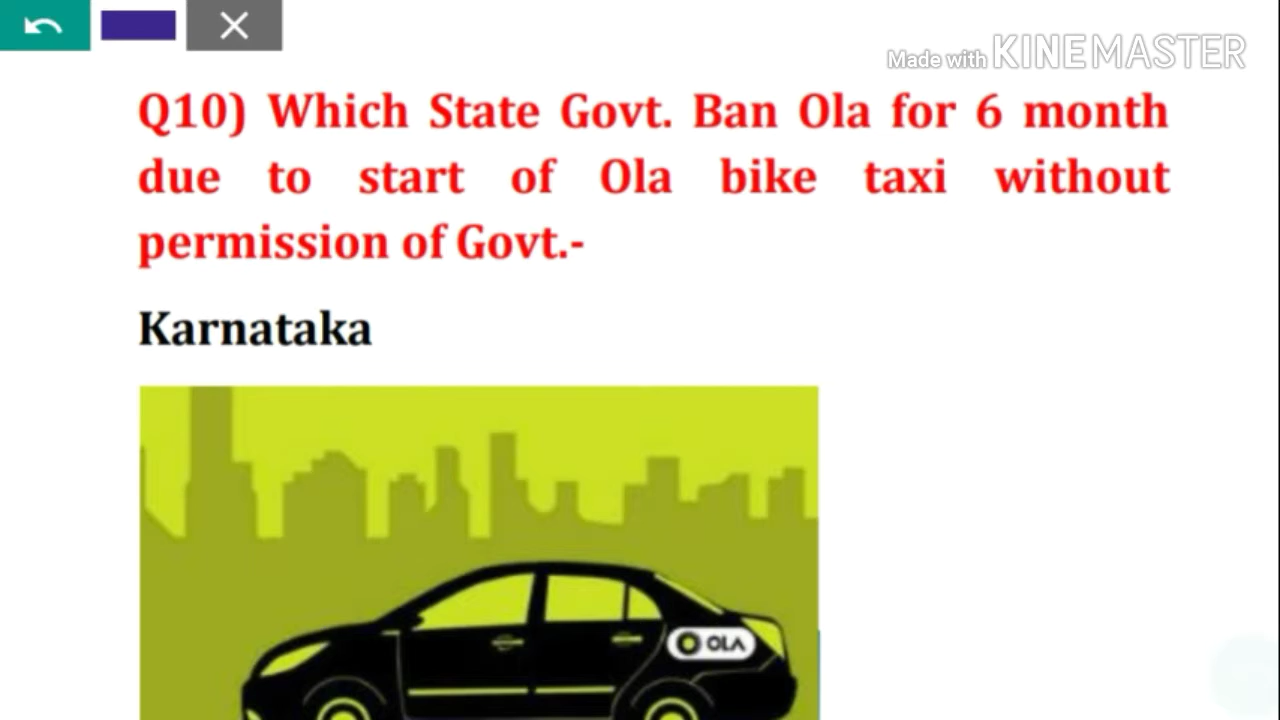 Made with KINEMASTER
Q10) Which State Govt. Ban Ola for 6 month
due to start of Ola bike taxi without
permission of Govt.-
Karnataka
OLA